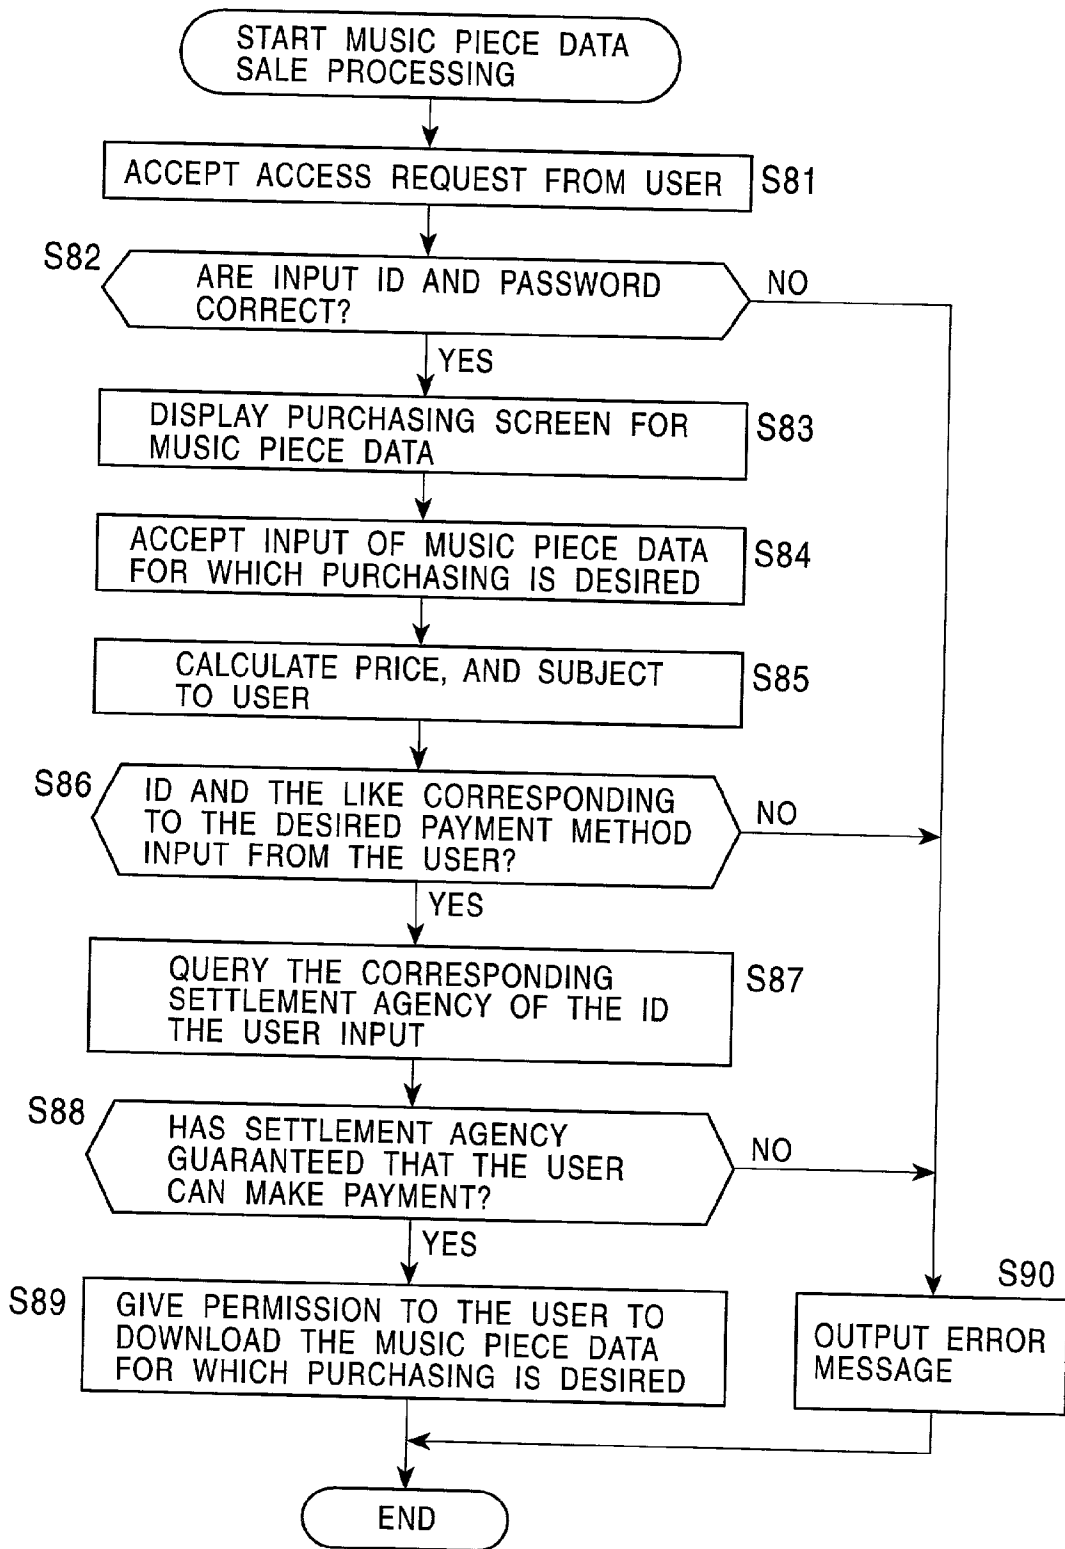 START MUSIC PIECE DATA
SALE PROCESSING
ACCEPT ACCESS REQUEST FROM USER
S81
S82
ARE INPUT ID AND PASSWORD
CORRECT?
NO
YES
DISPLAY PURCHASING SCREEN FOR
MUSIC PIECE DATA
S83
ACCEPT INPUT OF MUSIC PIECE DATA
FOR WHICH PURCHASING IS DESIRED
S84
CALCULATE PRICE, AND SUBJECT
TO USER
S85
S86
ID AND THE LIKE CORRESPONDING
TO THE DESIRED PAYMENT METHOD
INPUT FROM THE USER?
NO
YES
QUERY THE CORRESPONDING
SETTLEMENT AGENCY OF THE ID
THE USER INPUT
S87
S88
HAS SETTLEMENT AGENCY
GUARANTEED THAT THE USER
CAN MAKE PAYMENT?
NO
YES
S89
GIVE PERMISSION TO THE USER TO
DOWNLOAD THE MUSIC PIECE DATA
FOR WHICH PURCHASING IS DESIRED
S90
OUTPUT ERROR
MESSAGE
END